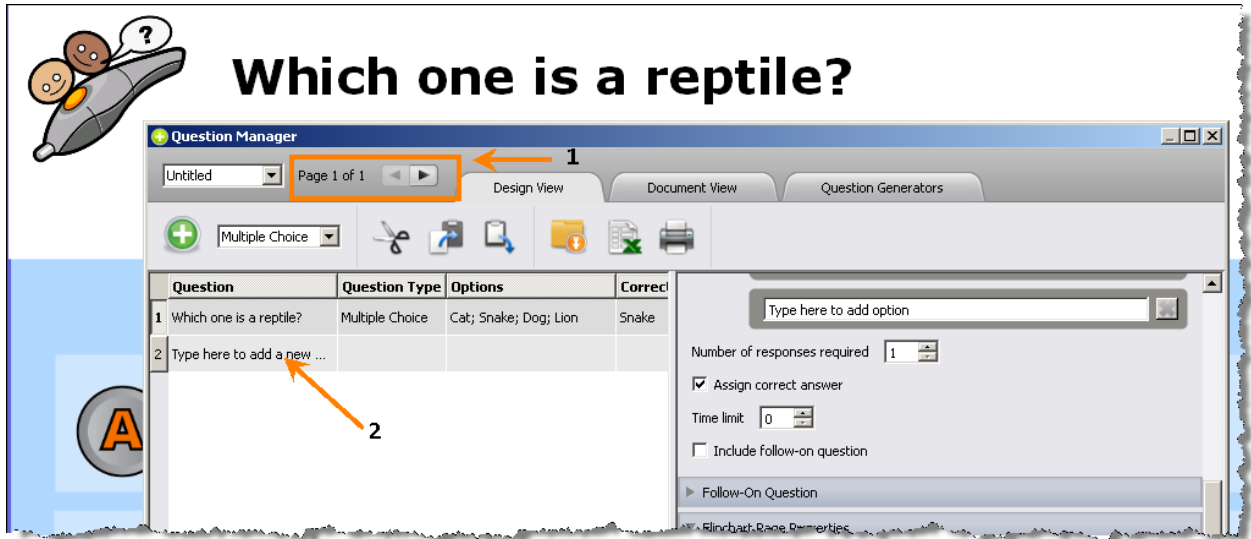 ?
Which one is a reptile?
Question Manager
1
Untitled
Page 1 of 1
Design View
Document View
Question Generators
Multiple Choice
Question Question Type Options Correct
1 Which one is a reptile? Multiple Choice Cat; Snake; Dog; Lion Snake
2 Type here to add a new ...
2
A
Type here to add option
Number of responses required 1
Assign correct answer
Time limit 0
Include follow-on question
Follow-On Question
Flipchart Page Properties